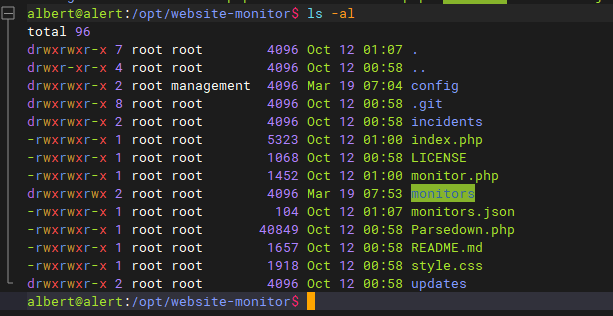 albert@alert:/opt/website-monitor$ ls -al
total 96
drwxrwxr-x 7 root root 4096 Oct 12 01:07 .
drwxr-xr-x 4 root root 4096 Oct 12 00:58 ..
drwxrwxr-x 2 root management 4096 Mar 19 07:04 config
drwxrwxr-x 8 root root 4096 Oct 12 00:58 .git
drwxrwxr-x 2 root root 4096 Oct 12 00:58 incidents
-rwxrwxr-x 1 root root 5323 Oct 12 01:00 index.php
-rwxrwxr-x 1 root root 1068 Oct 12 00:58 LICENSE
-rwxrwxr-x 1 root root 1452 Oct 12 01:00 monitor.php
drwxrwxrwx 2 root root 4096 Mar 19 07:53 monitors
-rwxrwxr-x 1 root root 104 Oct 12 01:07 monitors.json
-rwxrwxr-x 1 root root 40849 Oct 12 00:58 Parsedown.php
-rwxrwxr-x 1 root root 1657 Oct 12 00:58 README.md
-rwxrwxr-x 1 root root 1918 Oct 12 00:58 style.css
drwxrwxr-x 2 root root 4096 Oct 12 00:58 updates
albert@alert:/opt/website-monitor$